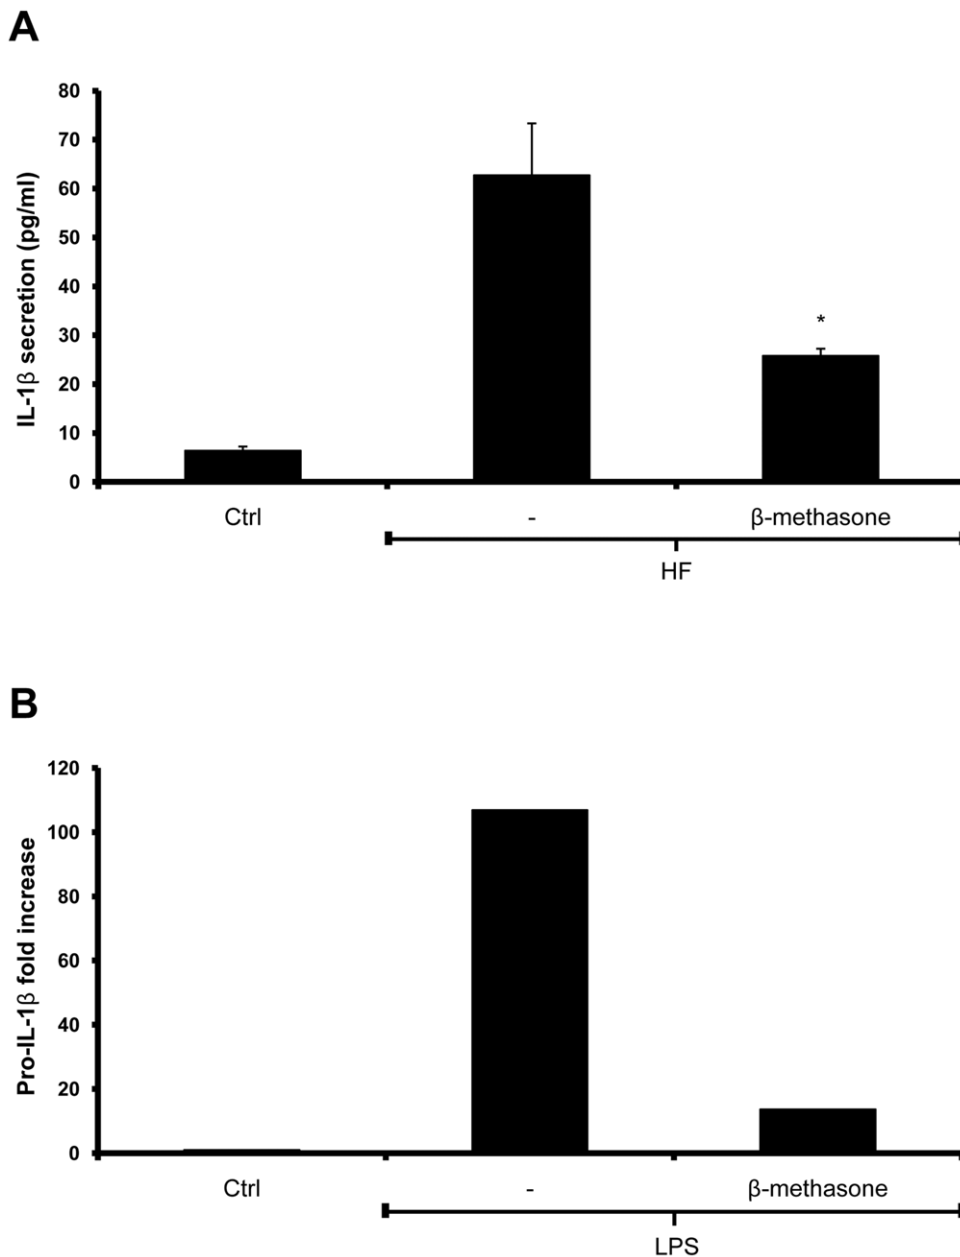 A
IL-1β secretion (pg/ml)
80
70
60
50
40
30
20
10
0
*
Ctrl
-
β-methasone
HF
B
Pro-IL-1β fold increase
120
100
80
60
40
20
0
Ctrl
-
β-methasone
LPS